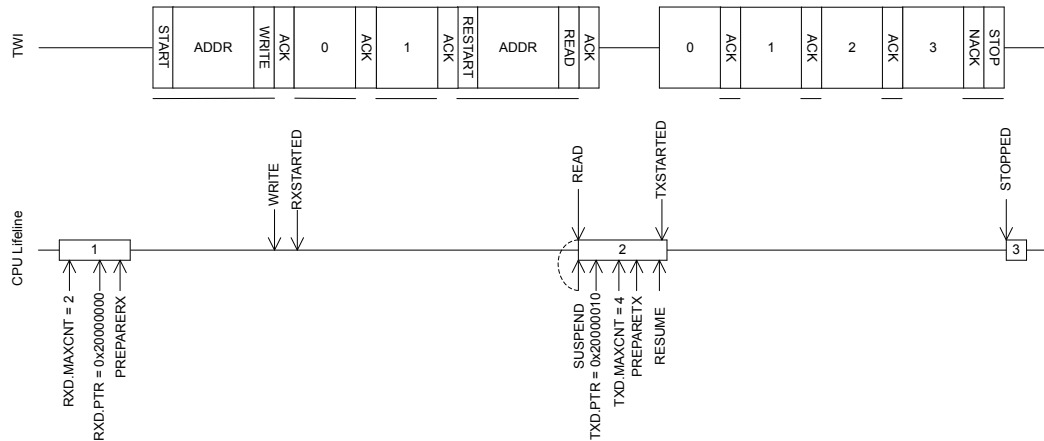 TWI
START
ADDR
WRITE
ACK
0
ACK
1
ACK
RESTART
ADDR
READ
ACK
0
ACK
1
ACK
2
ACK
3
NACK
STOP
CPU Lifeline
WRITE
RXSTARTED
READ
TXSTARTED
STOPPED
1
2
3
RXD.MAXCNT = 2
RXD.PTR = 0x20000000
PREPARERX
SUSPEND
TXD.PTR = 0x20000010
TXD.MAXCNT = 4
PREPARETX
RESUME